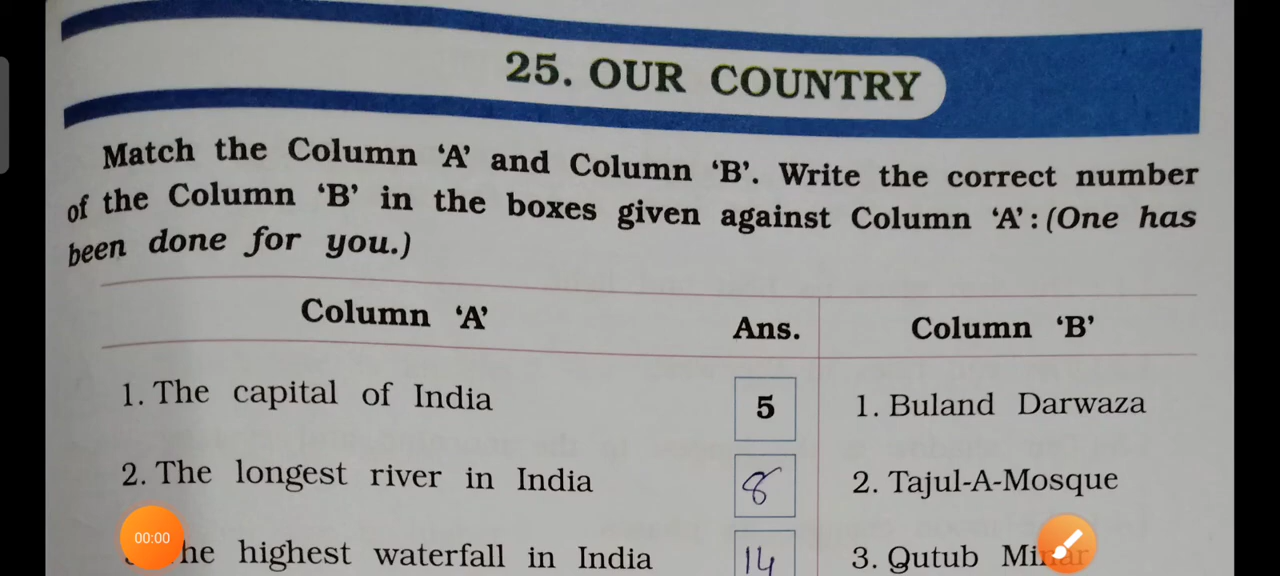 25. OUR COUNTRY
Match the Column 'A' and Column 'B'. Write the correct number
of the Column 'B' in the boxes given against Column 'A' : (One has
been done for you.)
Column 'A' Ans. Column 'B'
1. The capital of India 5 1. Buland Darwaza
2. The longest river in India 8 2. Tajul-A-Mosque
00:00
highest waterfall in India 14 3. Qutub Minar